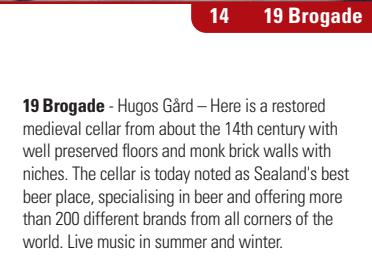 14 19 Brogade
19 Brogade - Hugos Gård – Here is a restored
medieval cellar from about the 14th century with
well preserved floors and monk brick walls with
niches. The cellar is today noted as Sealand's best
beer place, specialising in beer and offering more
than 200 different brands from all corners of the
world. Live music in summer and winter.